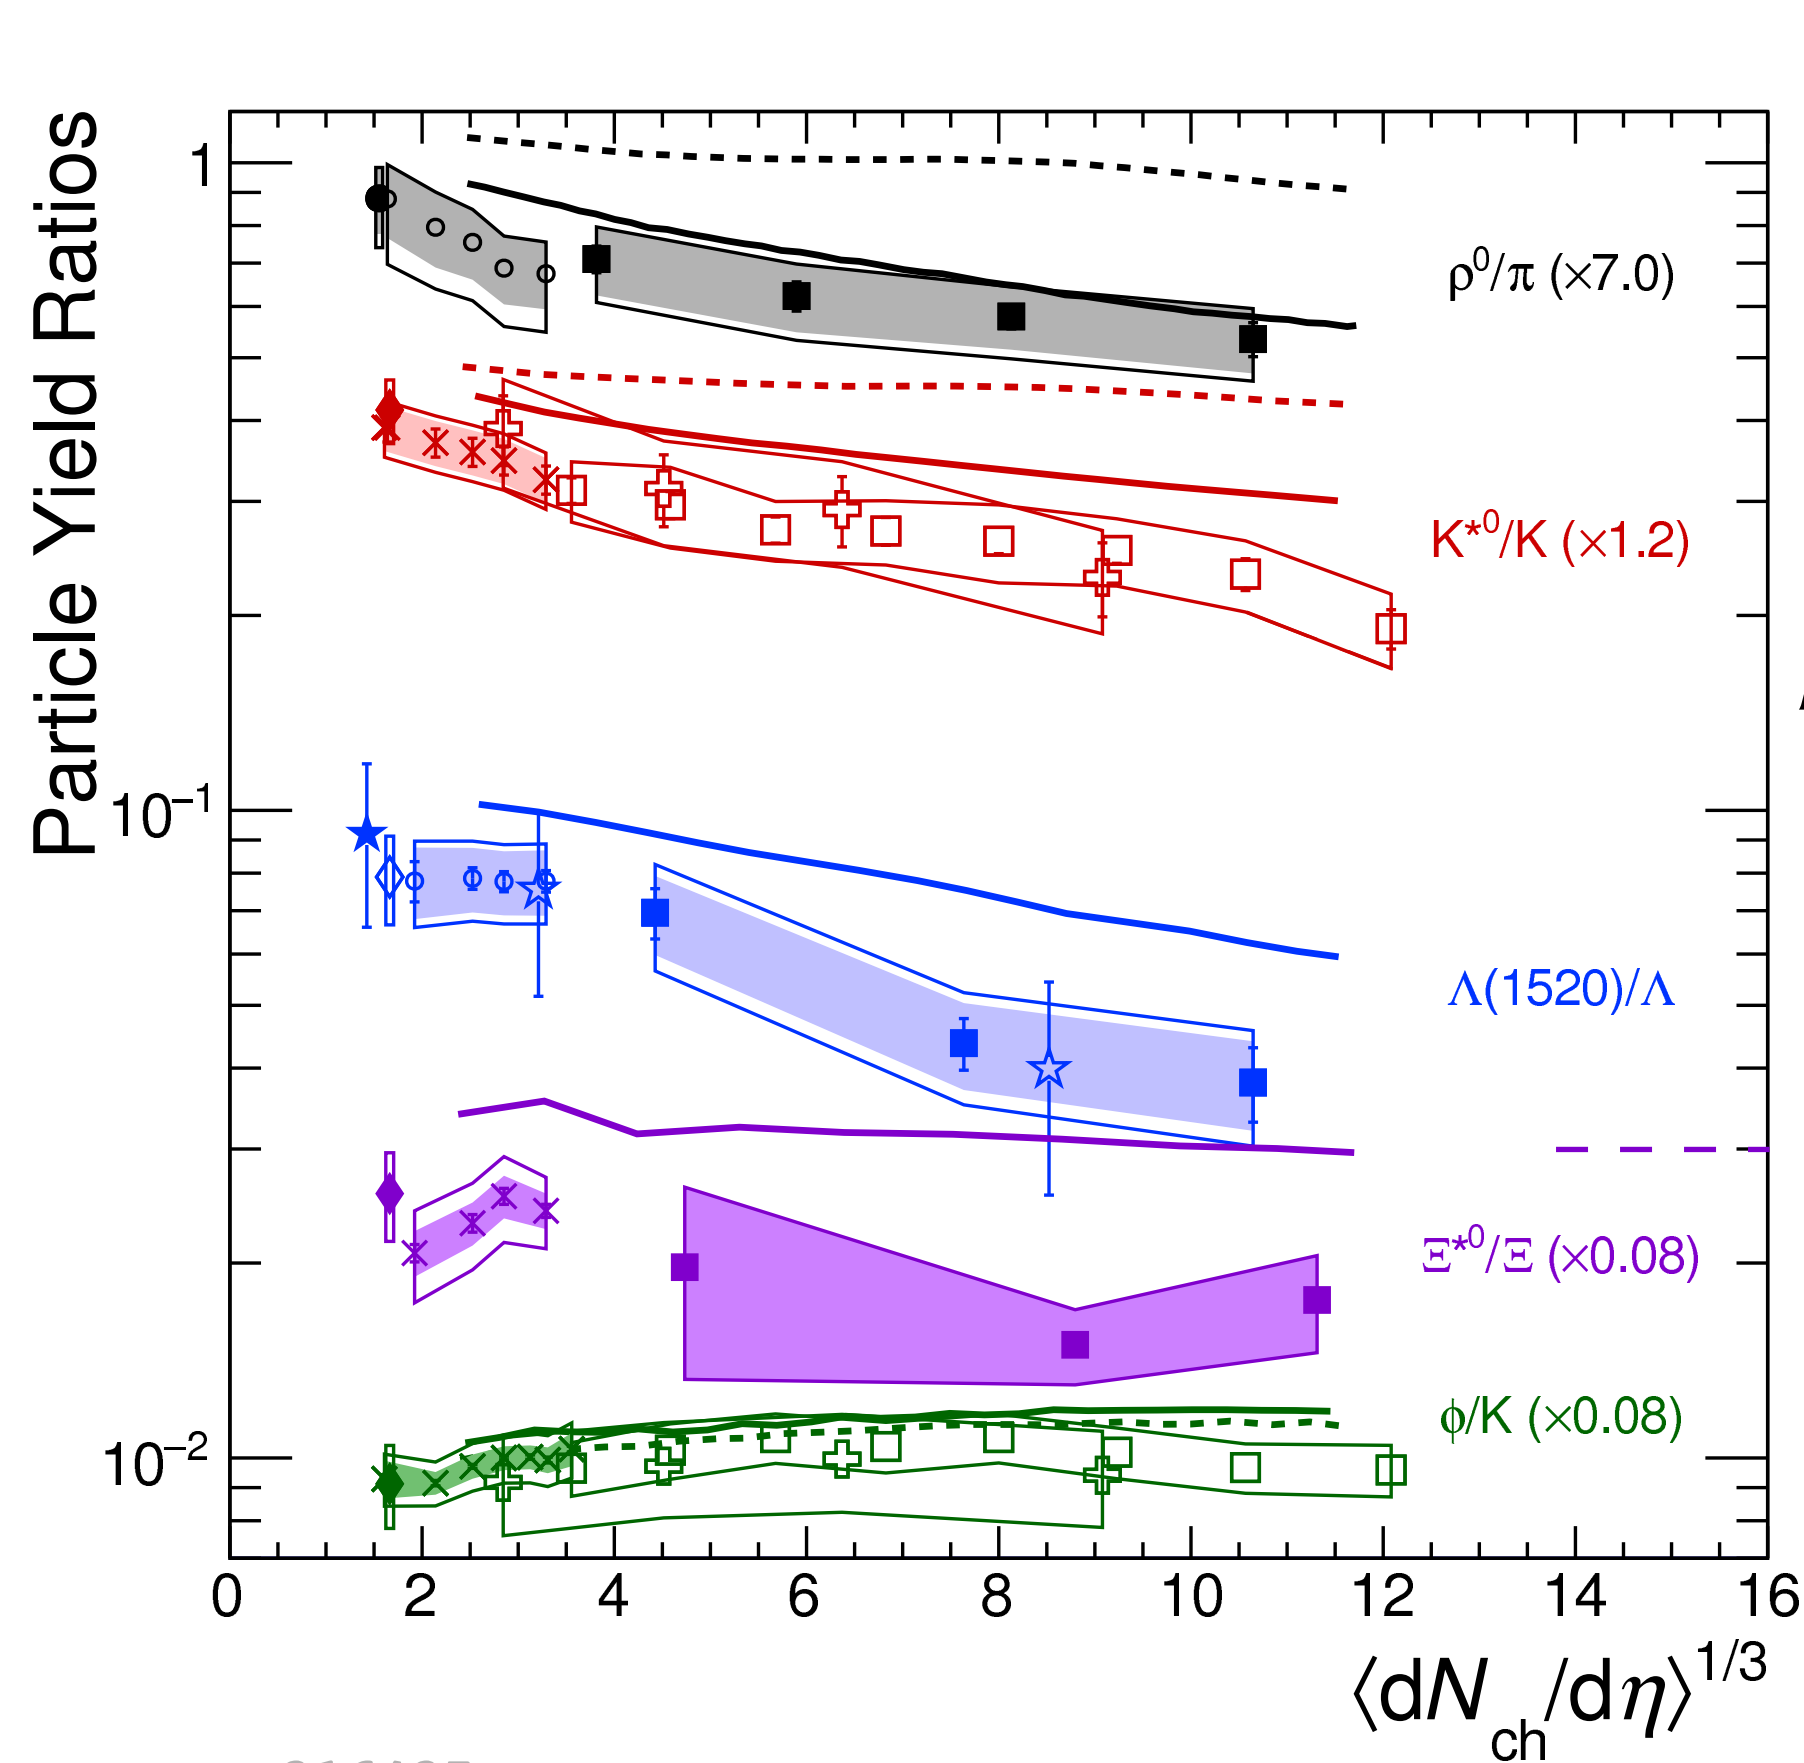 Particle Yield Ratios
1
10⁻¹
10⁻²
ρ⁰/π (×7.0)
K*⁰/K (×1.2)
Λ(1520)/Λ
Ξ*⁰/Ξ (×0.08)
ϕ/K (×0.08)
0 2 4 6 8 10 12 14 16
⟨dN_ch/dη⟩^1/3